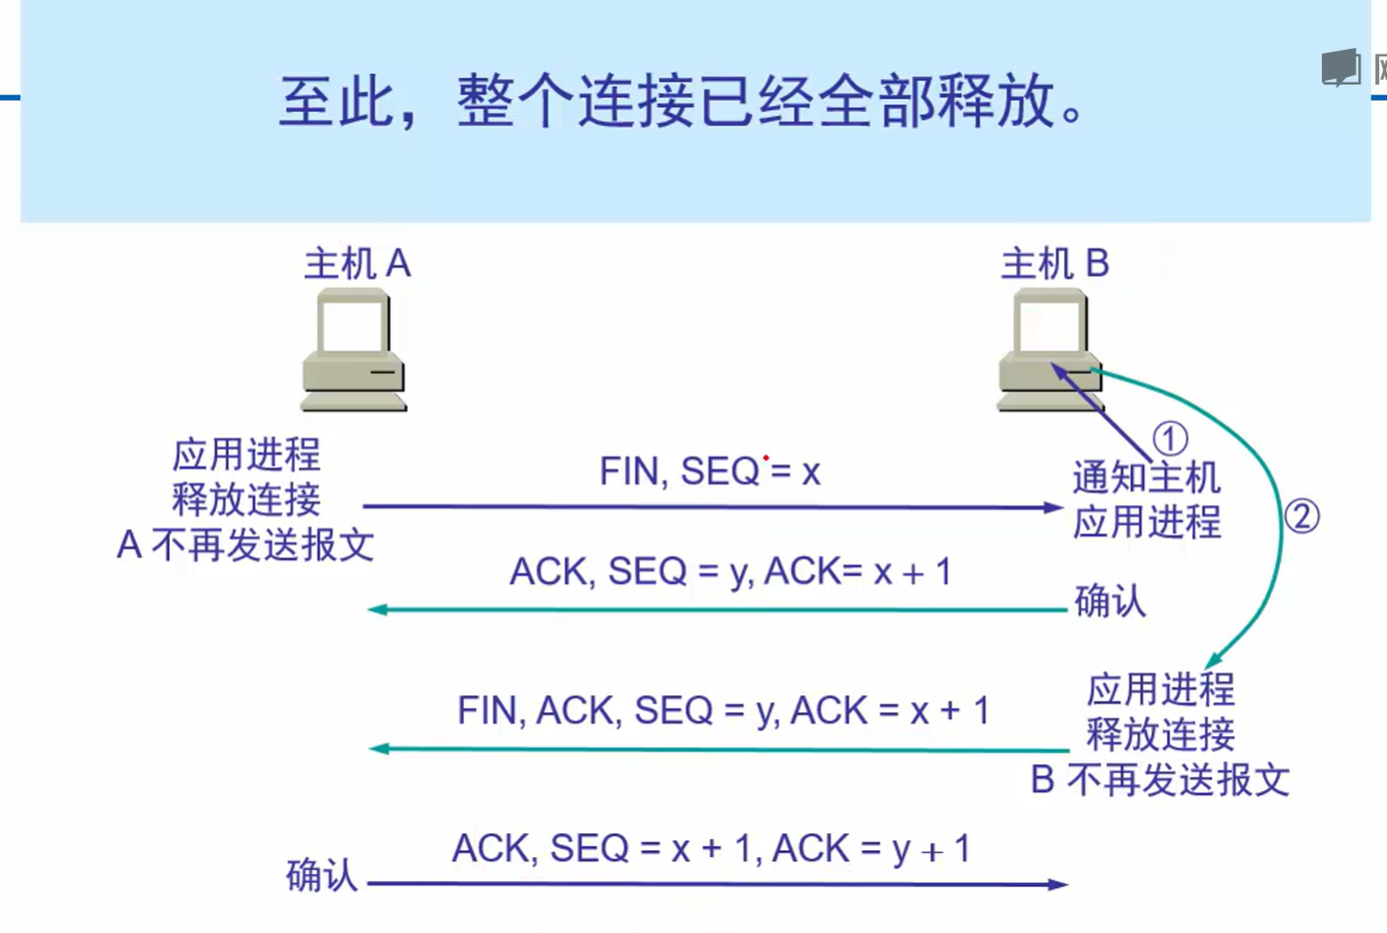 至此，整个连接已经全部释放。
主机 A
主机 B
①
应用进程
释放连接
A 不再发送报文
FIN, SEQ = x
通知主机
应用进程
②
ACK, SEQ = y, ACK= x + 1
确认
FIN, ACK, SEQ = y, ACK = x + 1
应用进程
释放连接
B 不再发送报文
ACK, SEQ = x + 1, ACK = y + 1
确认